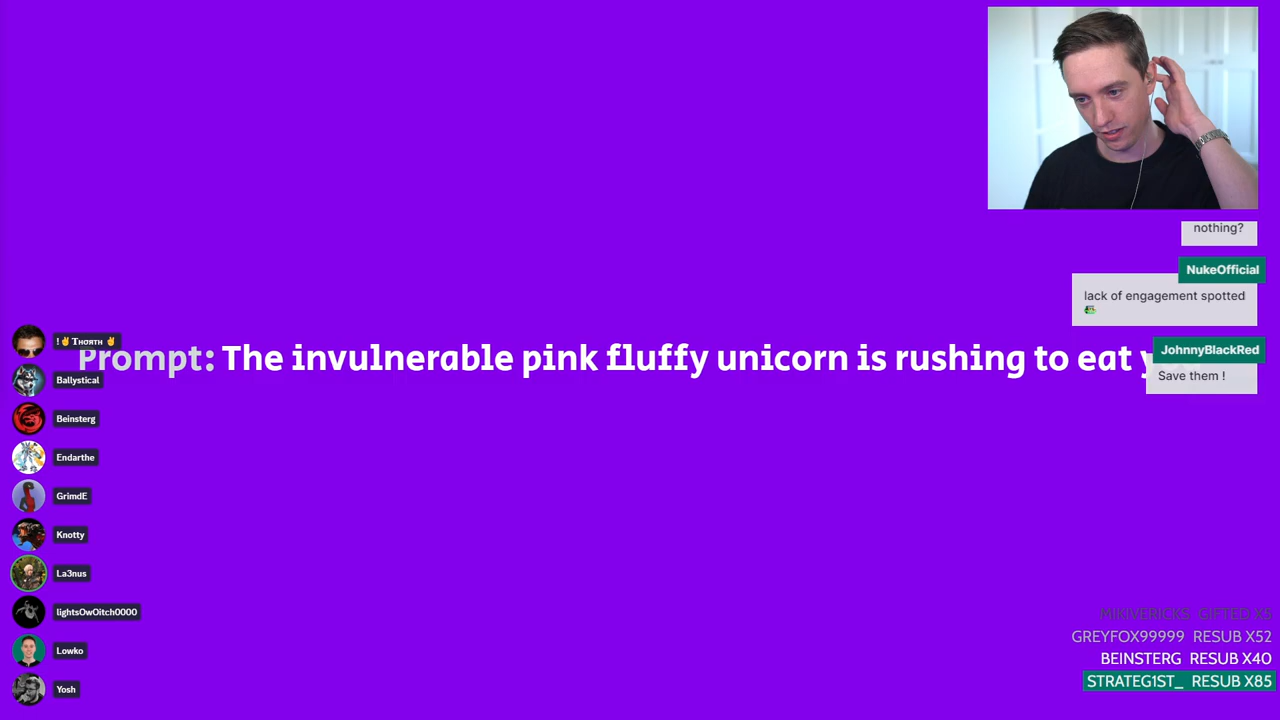 nothing?
NukeOfficial
lack of engagement spotted
JohnnyBlackRed
Save them !
Prompt: The invulnerable pink fluffy unicorn is rushing to eat
!✌Thorth ✌
Ballystical
Beinsterg
Endarthe
GrimdE
Knotty
La3nus
lightsOwOitch0000
Lowko
Yosh
MIKIVERICKS GIFTED X5
GREYFOX99999 RESUB X52
BEINSTERG RESUB X40
STRATEG1ST_ RESUB X85